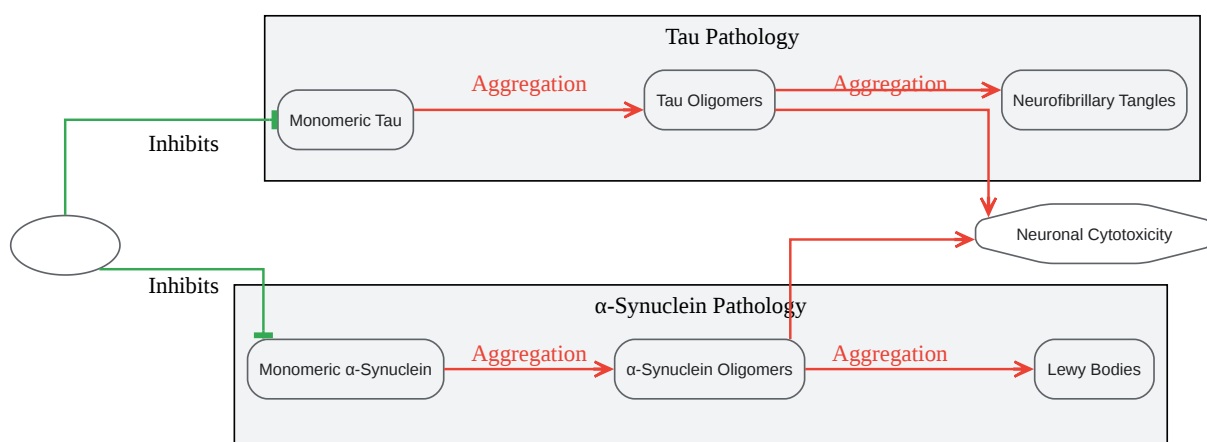 Tau Pathology
Aggregation
Aggregation
Monomeric Tau
Tau Oligomers
Neurofibrillary Tangles
Inhibits
Neuronal Cytotoxicity
Inhibits
α-Synuclein Pathology
Aggregation
Aggregation
Monomeric α-Synuclein
α-Synuclein Oligomers
Lewy Bodies